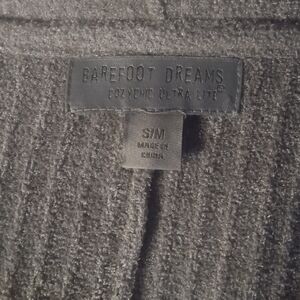 BAREFOOT DREAMS
COZYCHIC ULTRA LITE®
S/M
MADE IN
CHINA